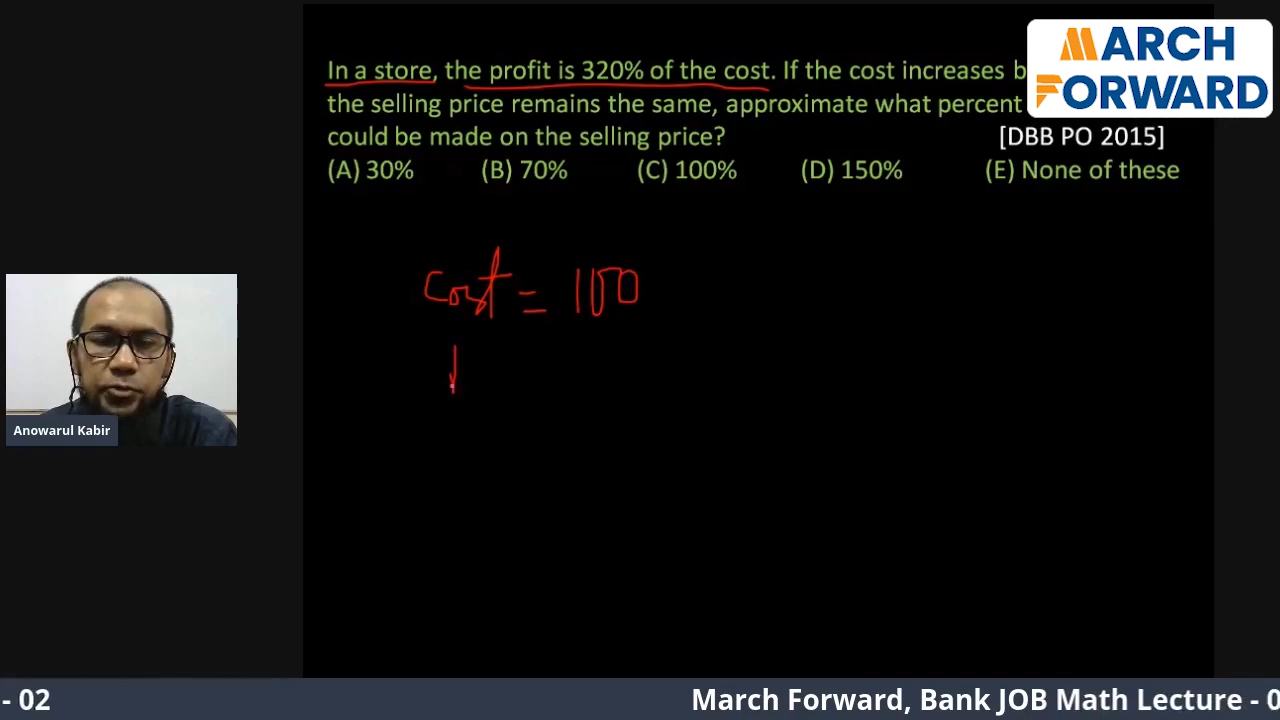 MARCH
FORWARD
In a store, the profit is 320% of the cost. If the cost increases
the selling price remains the same, approximate what percent
could be made on the selling price? [DBB PO 2015]
(A) 30% (B) 70% (C) 100% (D) 150% (E) None of these
Cost = 100
Anowarul Kabir
- 02 March Forward, Bank JOB Math Lecture - 0